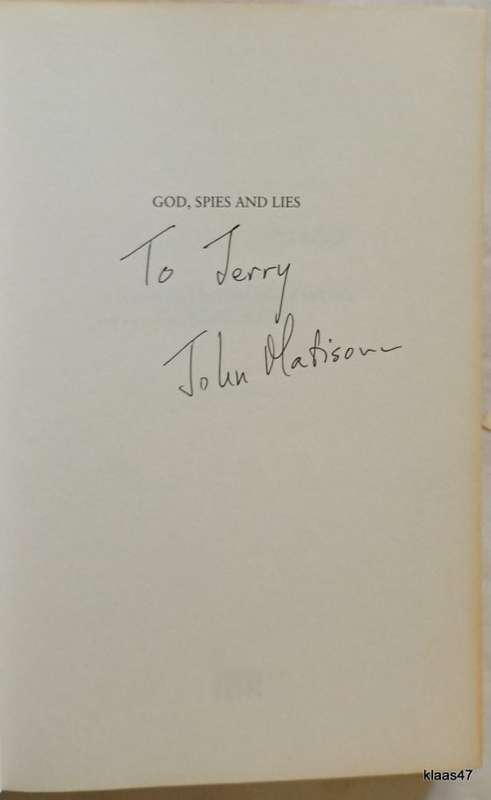 GOD, SPIES AND LIES
To Jerry
John Matisonn
klaas47